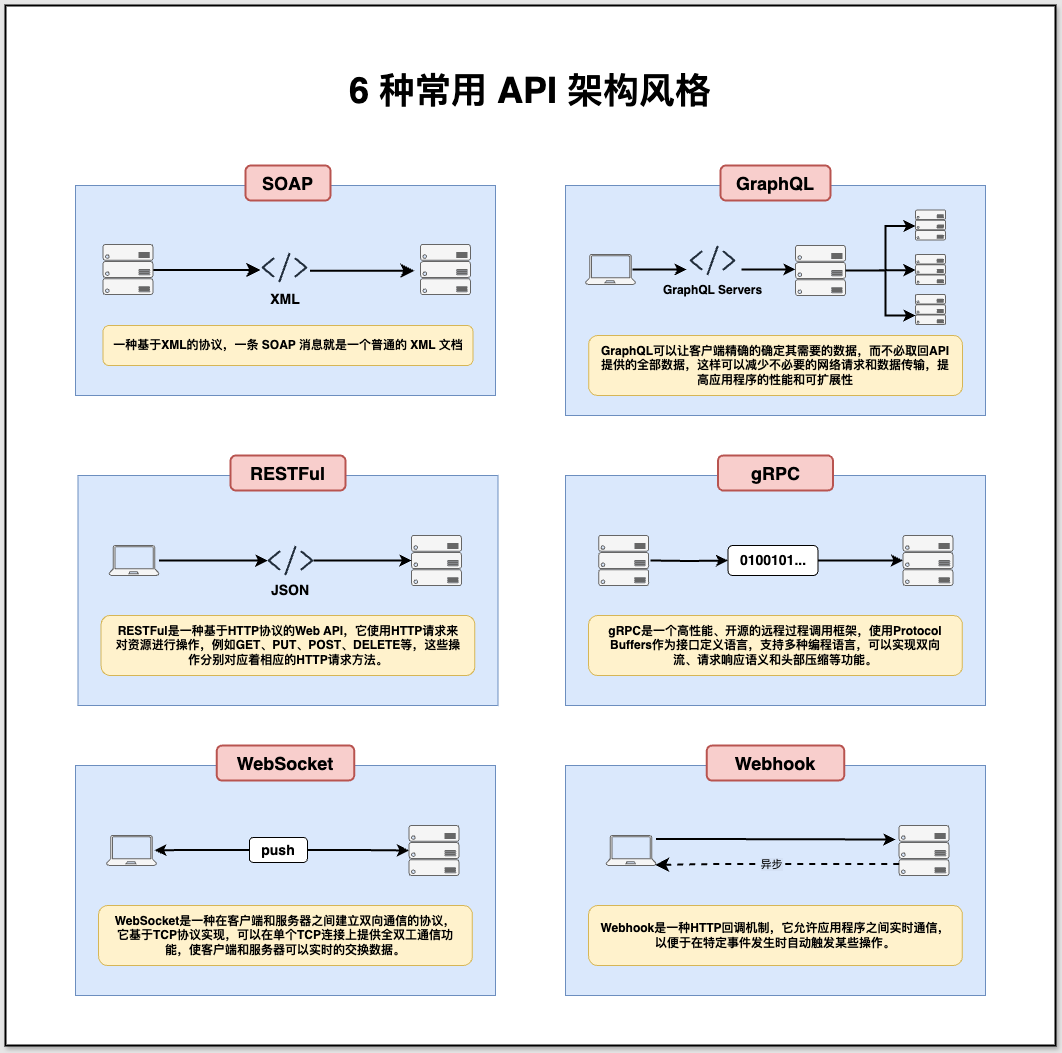 6 种常用 API 架构风格
SOAP
XML
一种基于XML的协议，一条 SOAP 消息就是一个普通的 XML 文档
GraphQL
GraphQL Servers
GraphQL可以让客户端精确的确定其需要的数据，而不必取回API
提供的全部数据，这样可以减少不必要的网络请求和数据传输，提
高应用程序的性能和可扩展性
RESTFul
JSON
RESTFul是一种基于HTTP协议的Web API，它使用HTTP请求来
对资源进行操作，例如GET、PUT、POST、DELETE等，这些操
作分别对应着相应的HTTP请求方法。
gRPC
0100101...
gRPC是一个高性能、开源的远程过程调用框架，使用Protocol
Buffers作为接口定义语言，支持多种编程语言，可以实现双向
流、请求响应语义和头部压缩等功能。
WebSocket
push
WebSocket是一种在客户端和服务器之间建立双向通信的协议，
它基于TCP协议实现，可以在单个TCP连接上提供全双工通信功
能，使客户端和服务器可以实时的交换数据。
Webhook
异步
Webhook是一种HTTP回调机制，它允许应用程序之间实时通信，
以便于在特定事件发生时自动触发某些操作。